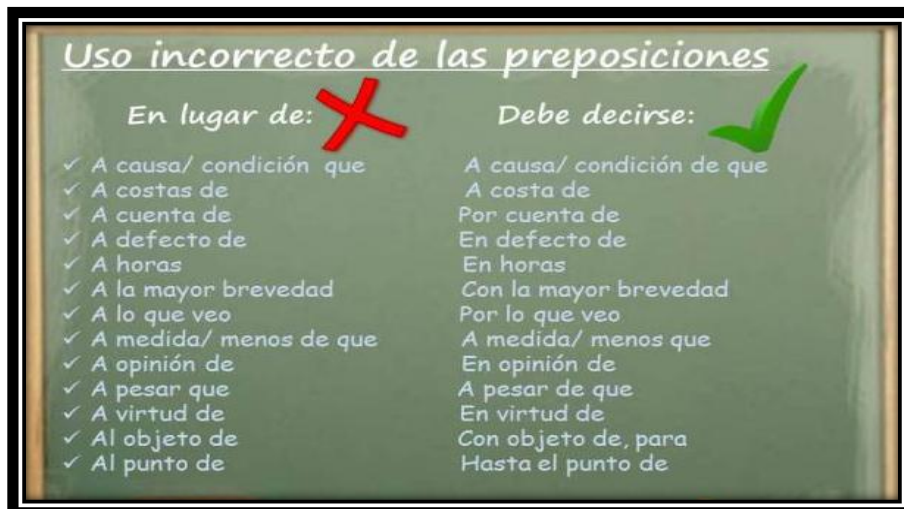 Uso incorrecto de las preposiciones
En lugar de: Debe decirse:
✓ A causa/ condición que A causa/ condición de que
✓ A costas de A costa de
✓ A cuenta de Por cuenta de
✓ A defecto de En defecto de
✓ A horas En horas
✓ A la mayor brevedad Con la mayor brevedad
✓ A lo que veo Por lo que veo
✓ A medida/ menos de que A medida/ menos que
✓ A opinión de En opinión de
✓ A pesar que A pesar de que
✓ A virtud de En virtud de
✓ Al objeto de Con objeto de, para
✓ Al punto de Hasta el punto de